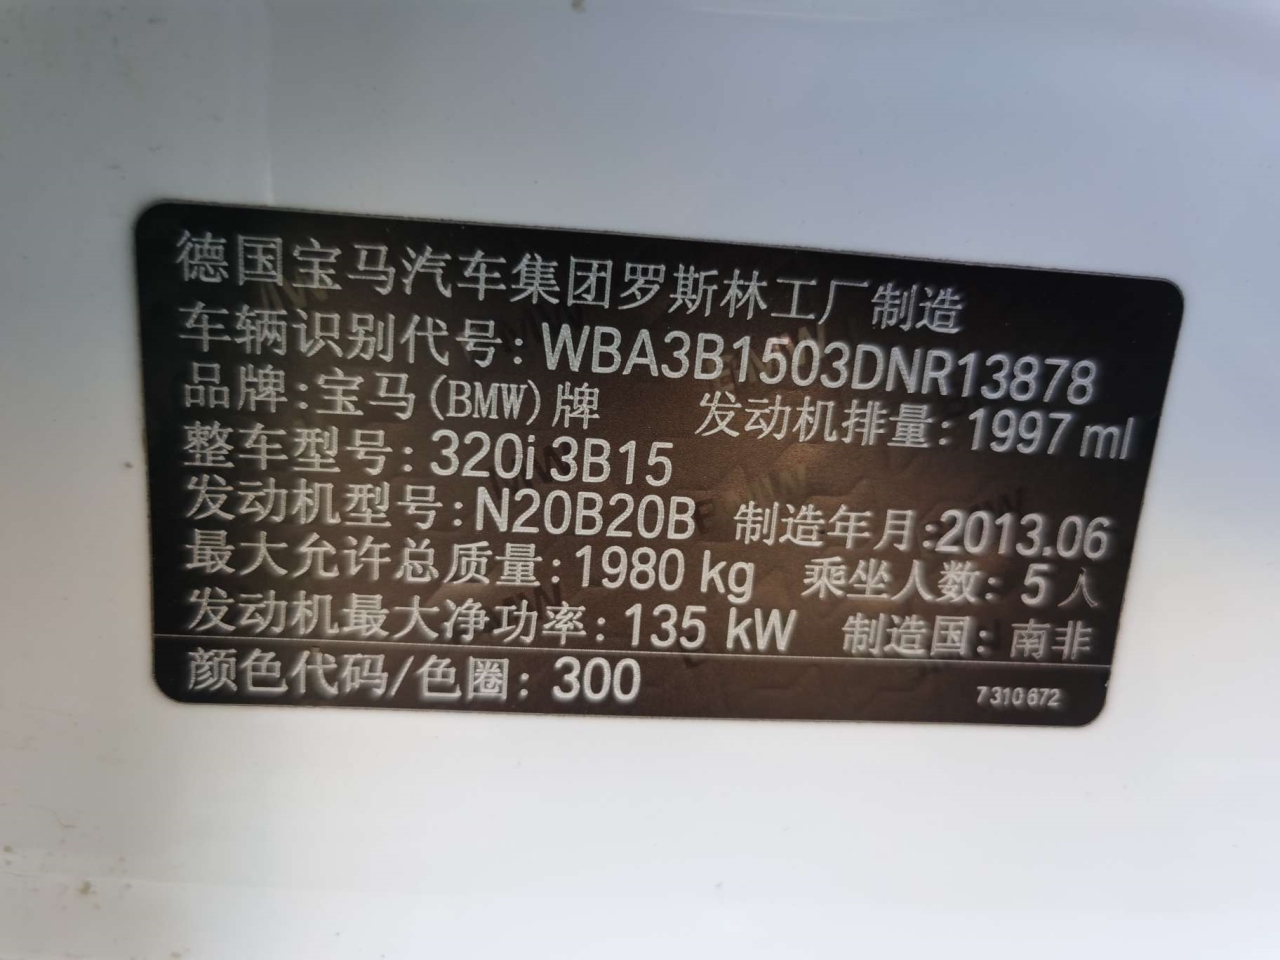 德国宝马汽车集团罗斯林工厂制造
车辆识别代号: WBA3B1503DNR13878
品牌: 宝马(BMW)牌 发动机排量: 1997 ml
整车型号: 320i 3B15
发动机型号: N20B20B 制造年月: 2013.06
最大允许总质量: 1980 kg 乘坐人数: 5 人
发动机最大净功率: 135 kW 制造国: 南非
颜色代码/色圈: 300 7 310 672